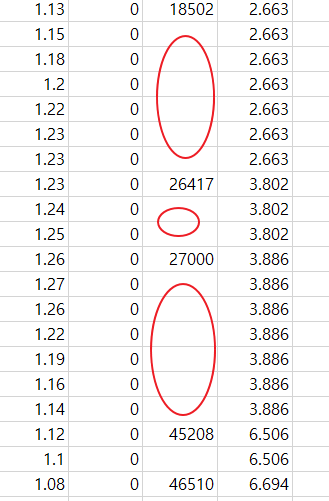 1.13 0 18502 2.663
1.15 0 2.663
1.18 0 2.663
1.2 0 2.663
1.22 0 2.663
1.23 0 2.663
1.23 0 2.663
1.23 0 26417 3.802
1.24 0 3.802
1.25 0 3.802
1.26 0 27000 3.886
1.27 0 3.886
1.26 0 3.886
1.22 0 3.886
1.19 0 3.886
1.16 0 3.886
1.14 0 3.886
1.12 0 45208 6.506
1.1 0 6.506
1.08 0 46510 6.694